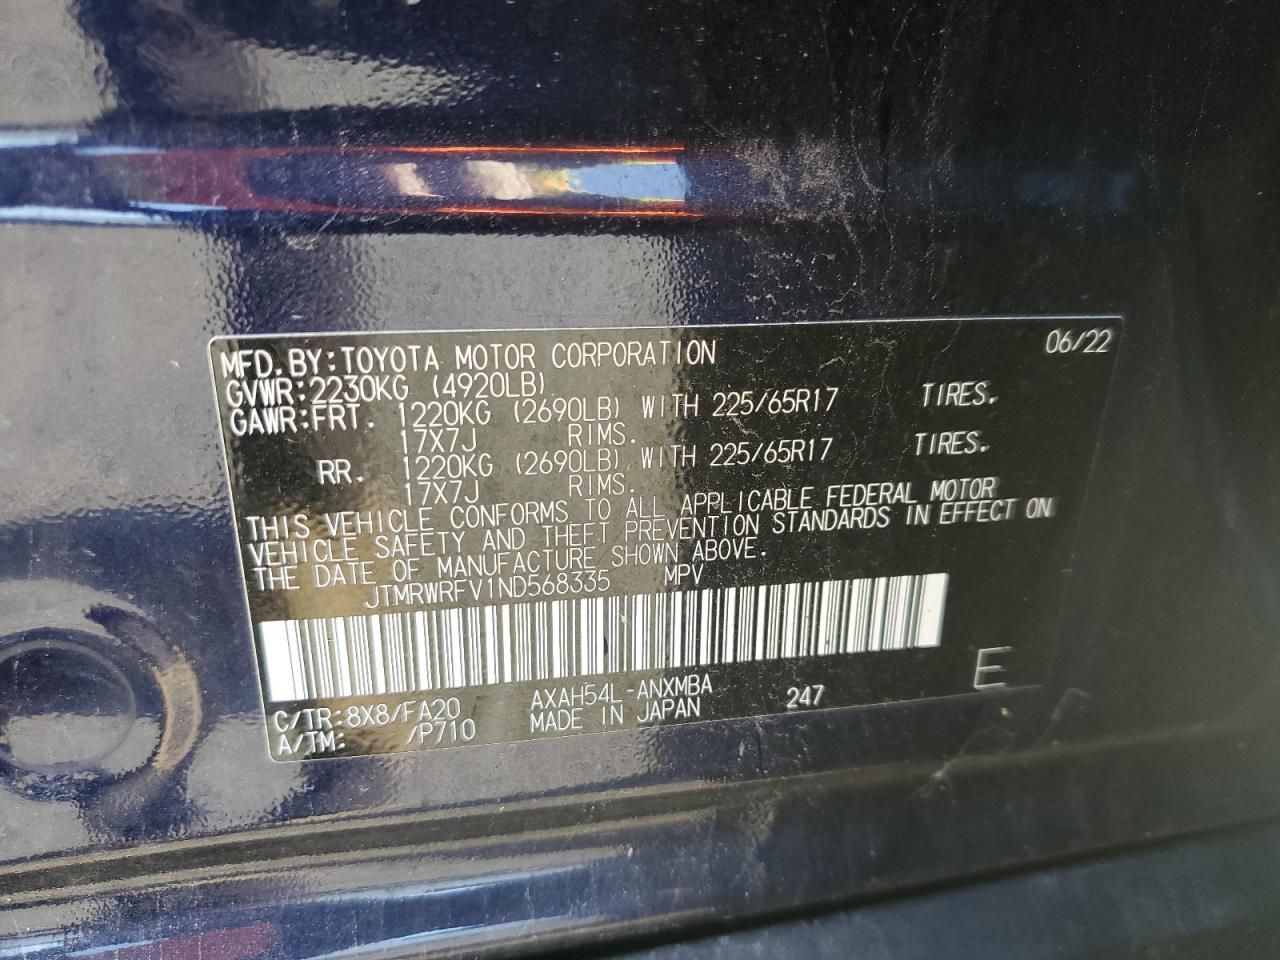 MFD. BY: TOYOTA MOTOR CORPORATION 06/22
GVWR: 2230KG (4920LB)
GAWR: FRT. 1220KG (2690LB) WITH 225/65R17 TIRES.
17X7J RIMS.
RR. 1220KG (2690LB) WITH 225/65R17 TIRES.
17X7J RIMS.
THIS VEHICLE CONFORMS TO ALL APPLICABLE FEDERAL MOTOR
VEHICLE SAFETY AND THEFT PREVENTION STANDARDS IN EFFECT ON
THE DATE OF MANUFACTURE SHOWN ABOVE.
JTMRWRFV1ND568335 MPV
C/TR: 8X8/FA20 AXAH54L-ANXMBA 247 E
A/TM: /P710 MADE IN JAPAN